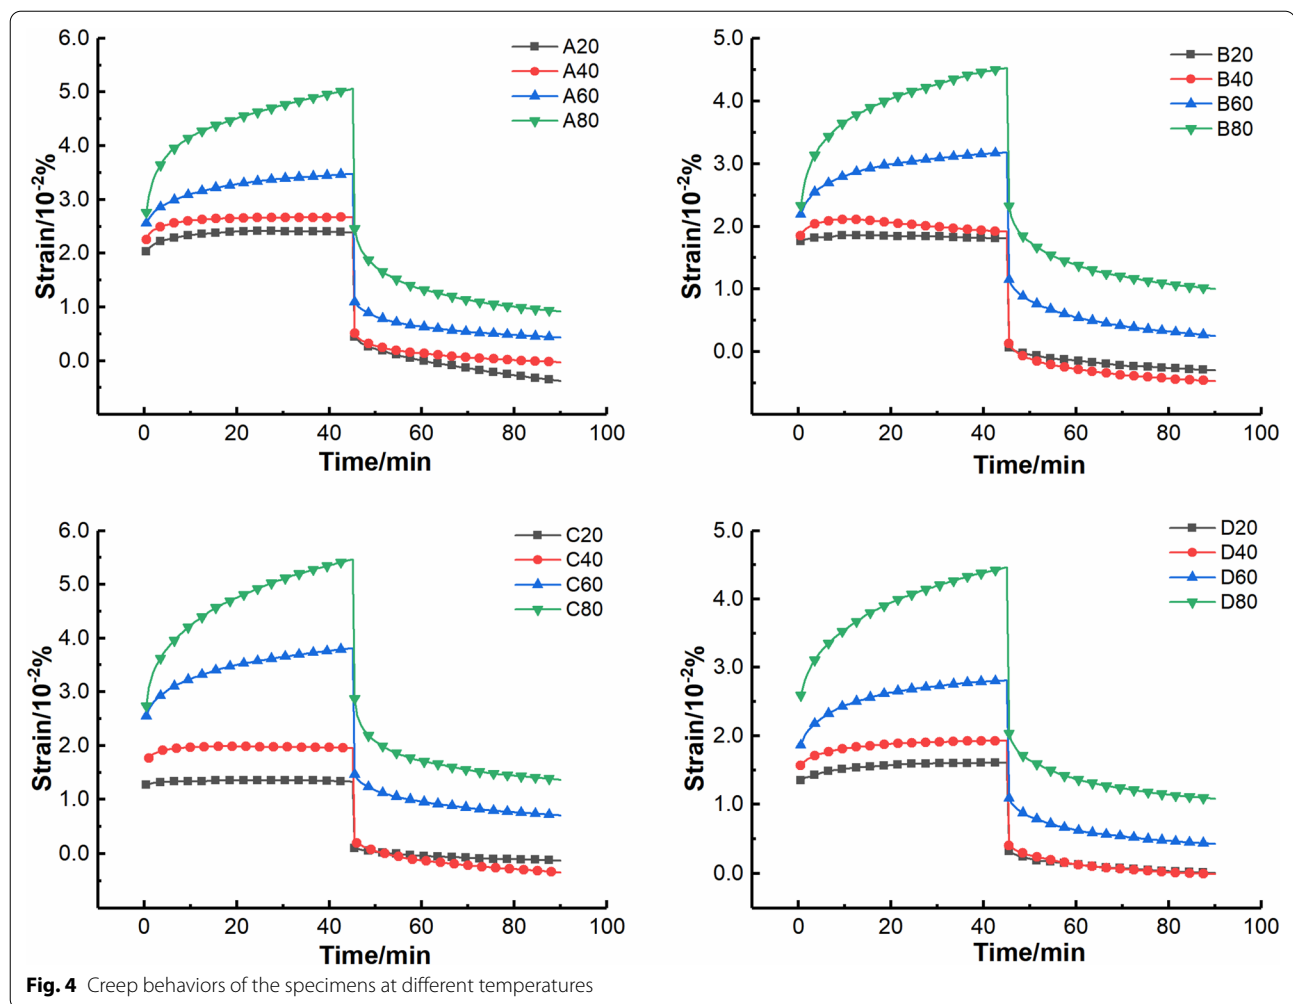 6.0
5.0
4.0
3.0
2.0
1.0
0.0
Strain/10⁻²%
0 20 40 60 80 100
Time/min
A20
A40
A60
A80
5.0
4.0
3.0
2.0
1.0
0.0
Strain/10⁻²%
0 20 40 60 80 100
Time/min
B20
B40
B60
B80
6.0
5.0
4.0
3.0
2.0
1.0
0.0
Strain/10⁻²%
0 20 40 60 80 100
Time/min
C20
C40
C60
C80
5.0
4.0
3.0
2.0
1.0
0.0
Strain/10⁻²%
0 20 40 60 80 100
Time/min
D20
D40
D60
D80
Fig. 4 Creep behaviors of the specimens at different temperatures